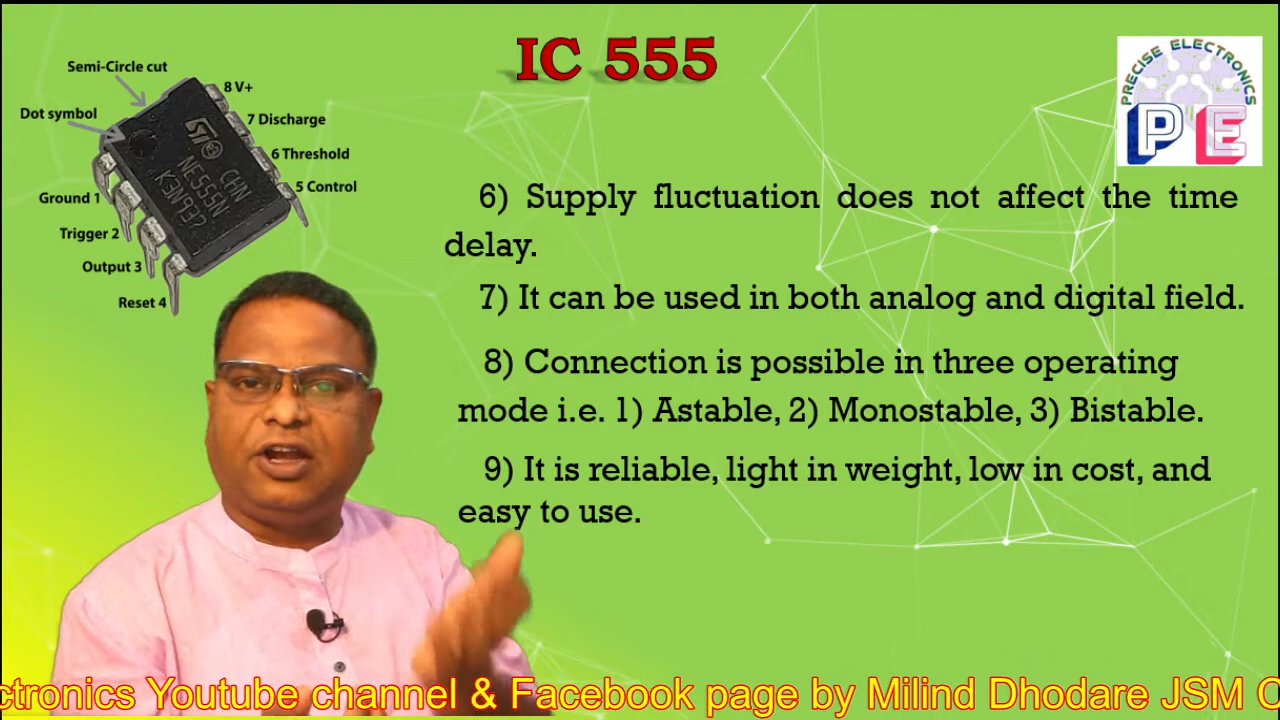 IC 555
PRECISE ELECTRONICS
PE
Semi-Circle cut
Dot symbol
8 V+
7 Discharge
6 Threshold
5 Control
Ground 1
Trigger 2
Output 3
Reset 4
ST CHN
NE555N
K3N937
6) Supply fluctuation does not affect the time
delay.
7) It can be used in both analog and digital field.
8) Connection is possible in three operating
mode i.e. 1) Astable, 2) Monostable, 3) Bistable.
9) It is reliable, light in weight, low in cost, and
easy to use.
ctronics Youtube channel & Facebook page by Milind Dhodare JSM C